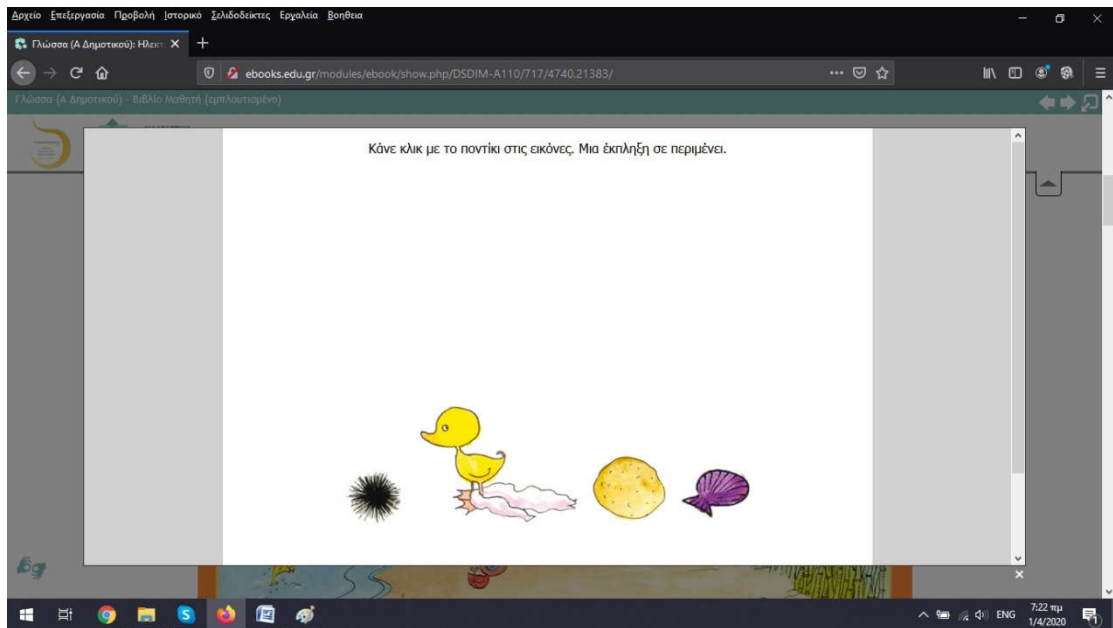 Αρχείο Επεξεργασία Προβολή Ιστορικό Σελιδοδείκτες Εργαλεία Βοηθεια
Γλώσσα (Α Δημοτικού): Ηλεκτ
ebooks.edu.gr/modules/ebook/show.php/DSDIM-A110/717/4740.21383/
Γλώσσα (Α Δημοτικού) - Βιβλίο Μαθητή (εμπλουτισμένο)
Κάνε κλικ με το ποντίκι στις εικόνες. Μια έκπληξη σε περιμένει.
ENG
7:22 πμ
1/4/2020